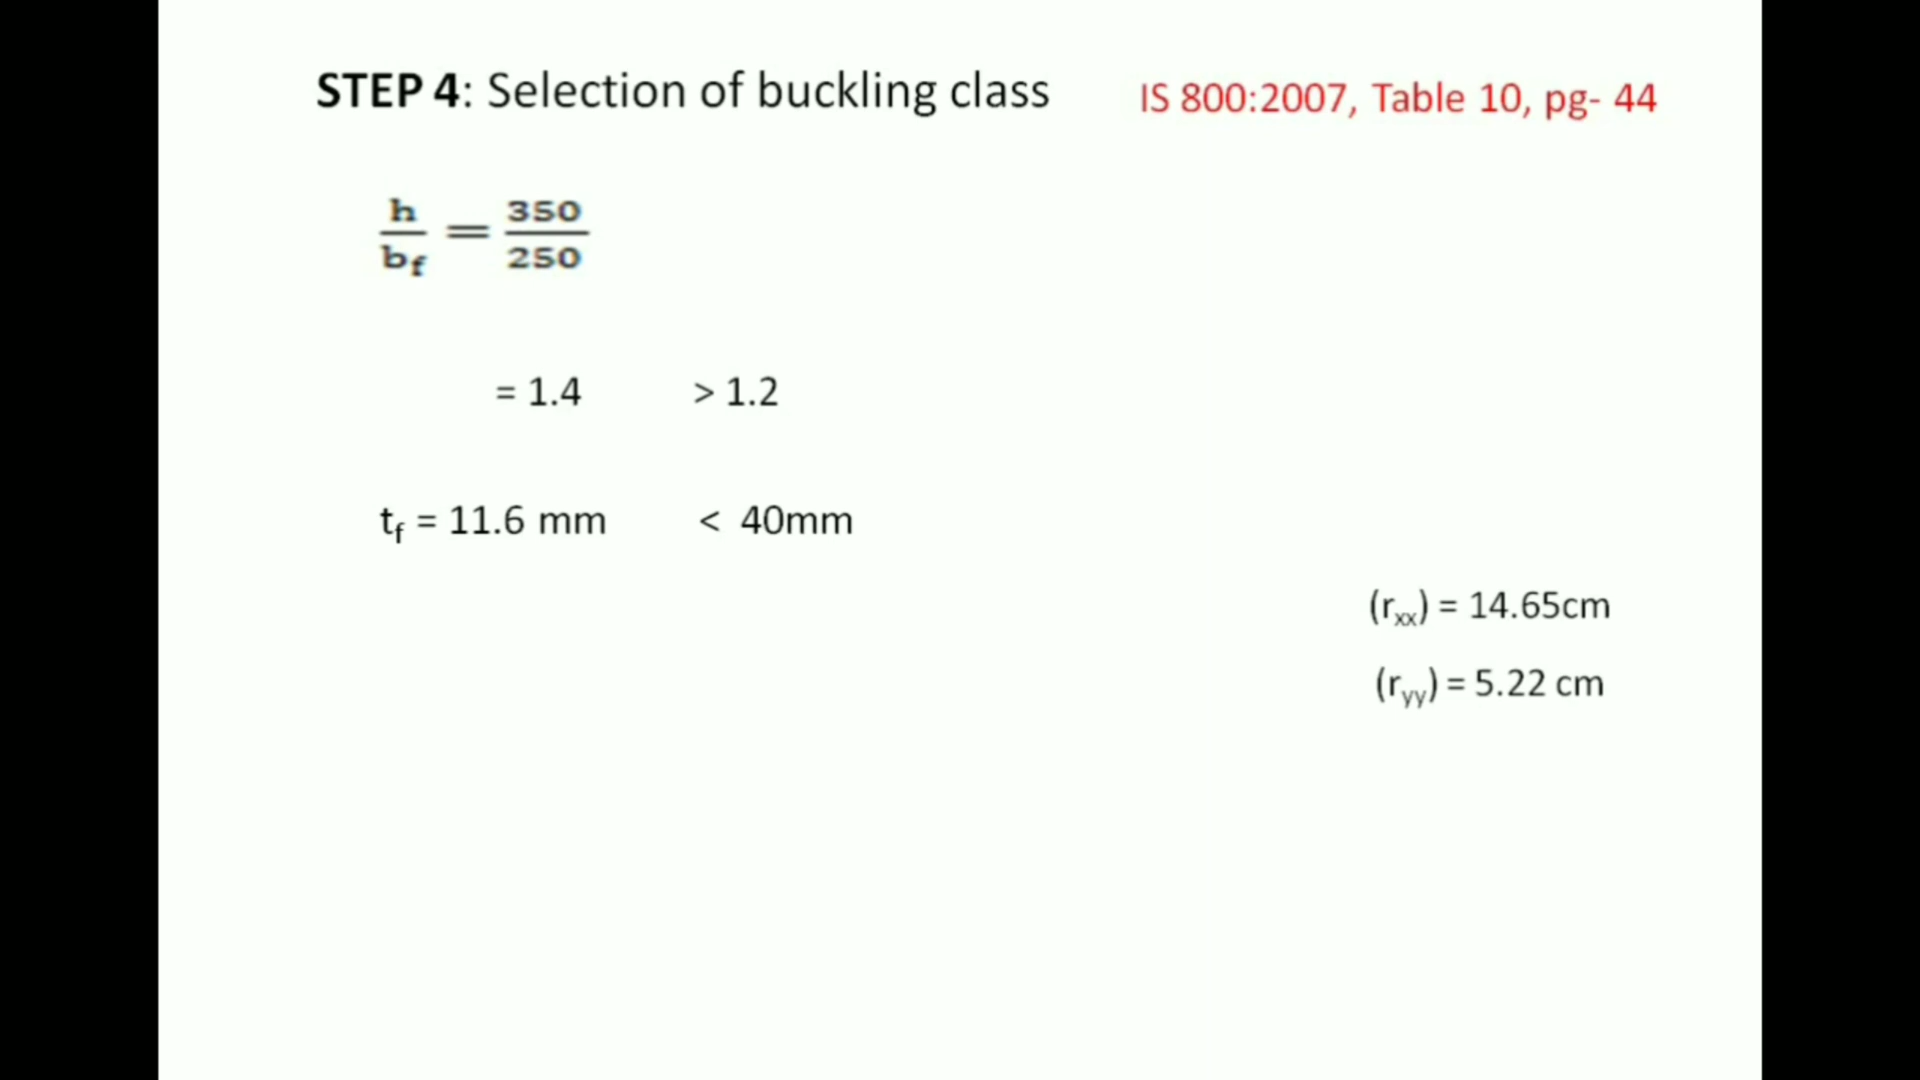 STEP 4: Selection of buckling class IS 800:2007, Table 10, pg- 44
h/bf = 350/250
= 1.4 > 1.2
tf = 11.6 mm < 40mm
(rxx) = 14.65cm
(ryy) = 5.22 cm